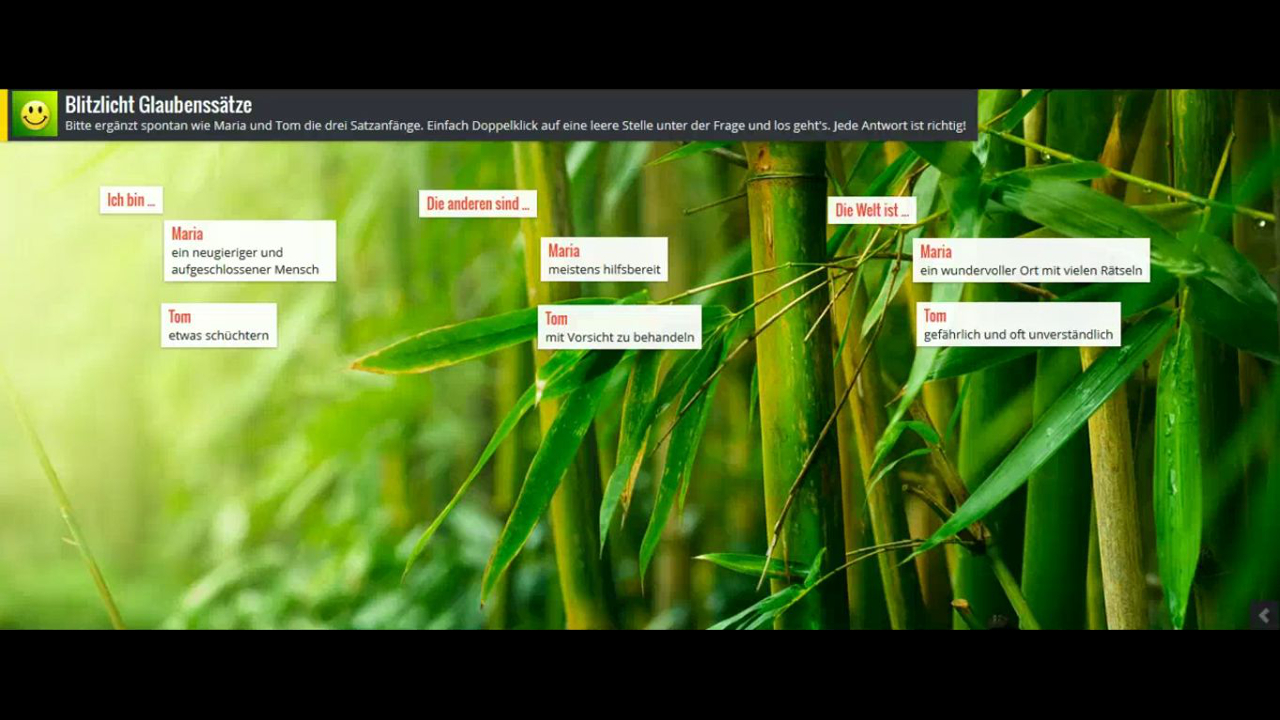 Blitzlicht Glaubenssätze
Bitte ergänzt spontan wie Maria und Tom die drei Satzanfänge. Einfach Doppelklick auf eine leere Stelle unter der Frage und los geht's. Jede Antwort ist richtig!
Ich bin ...
Maria
ein neugieriger und
aufgeschlossener Mensch
Tom
etwas schüchtern
Die anderen sind ...
Maria
meistens hilfsbereit
Tom
mit Vorsicht zu behandeln
Die Welt ist ...
Maria
ein wundervoller Ort mit vielen Rätseln
Tom
gefährlich und oft unverständlich